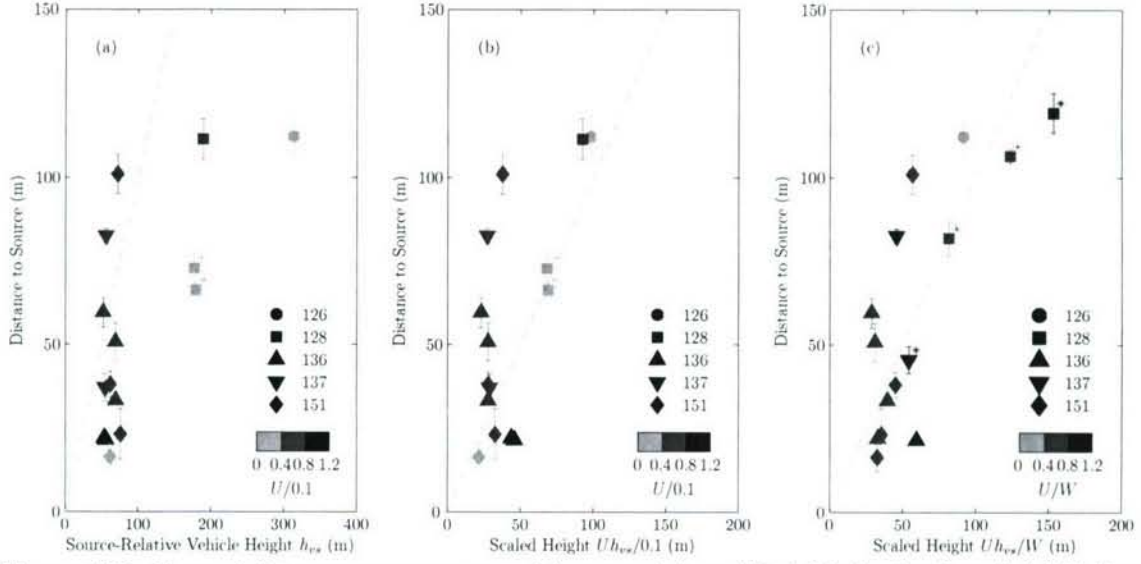 (a)
150
100
50
0
Distance to Source (m)
126
128
136
137
151
0 0.4 0.8 1.2
U/0.1
0 100 200 300 400
Source-Relative Vehicle Height h_vs (m)
(b)
150
100
50
0
Distance to Source (m)
126
128
136
137
151
0 0.4 0.8 1.2
U/0.1
0 50 100 150 200
Scaled Height Uh_vs/0.1 (m)
(c)
150
100
50
0
Distance to Source (m)
*
*
*
*
126
128
136
137
151
0 0.4 0.8 1.2
U/W
0 50 100 150 200
Scaled Height Uh_vs/W (m)